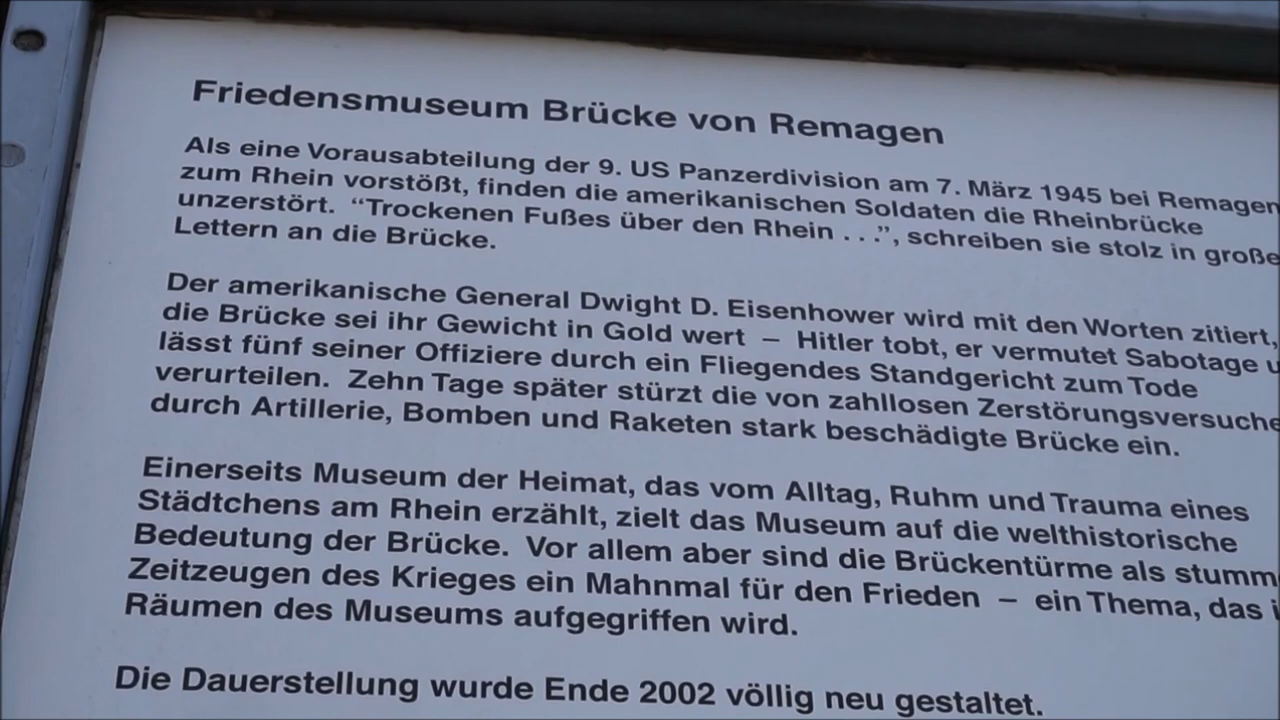 Friedensmuseum Brücke von Remagen
Als eine Vorausabteilung der 9. US Panzerdivision am 7. März 1945 bei Remagen
zum Rhein vorstößt, finden die amerikanischen Soldaten die Rheinbrücke
unzerstört. “Trockenen Fußes über den Rhein . . .”, schreiben sie stolz in große
Lettern an die Brücke.
Der amerikanische General Dwight D. Eisenhower wird mit den Worten zitiert,
die Brücke sei ihr Gewicht in Gold wert – Hitler tobt, er vermutet Sabotage u
lässt fünf seiner Offiziere durch ein Fliegendes Standgericht zum Tode
verurteilen. Zehn Tage später stürzt die von zahllosen Zerstörungsversuche
durch Artillerie, Bomben und Raketen stark beschädigte Brücke ein.
Einerseits Museum der Heimat, das vom Alltag, Ruhm und Trauma eines
Städtchens am Rhein erzählt, zielt das Museum auf die welthistorische
Bedeutung der Brücke. Vor allem aber sind die Brückentürme als stumm
Zeitzeugen des Krieges ein Mahnmal für den Frieden – ein Thema, das i
Räumen des Museums aufgegriffen wird.
Die Dauerstellung wurde Ende 2002 völlig neu gestaltet.